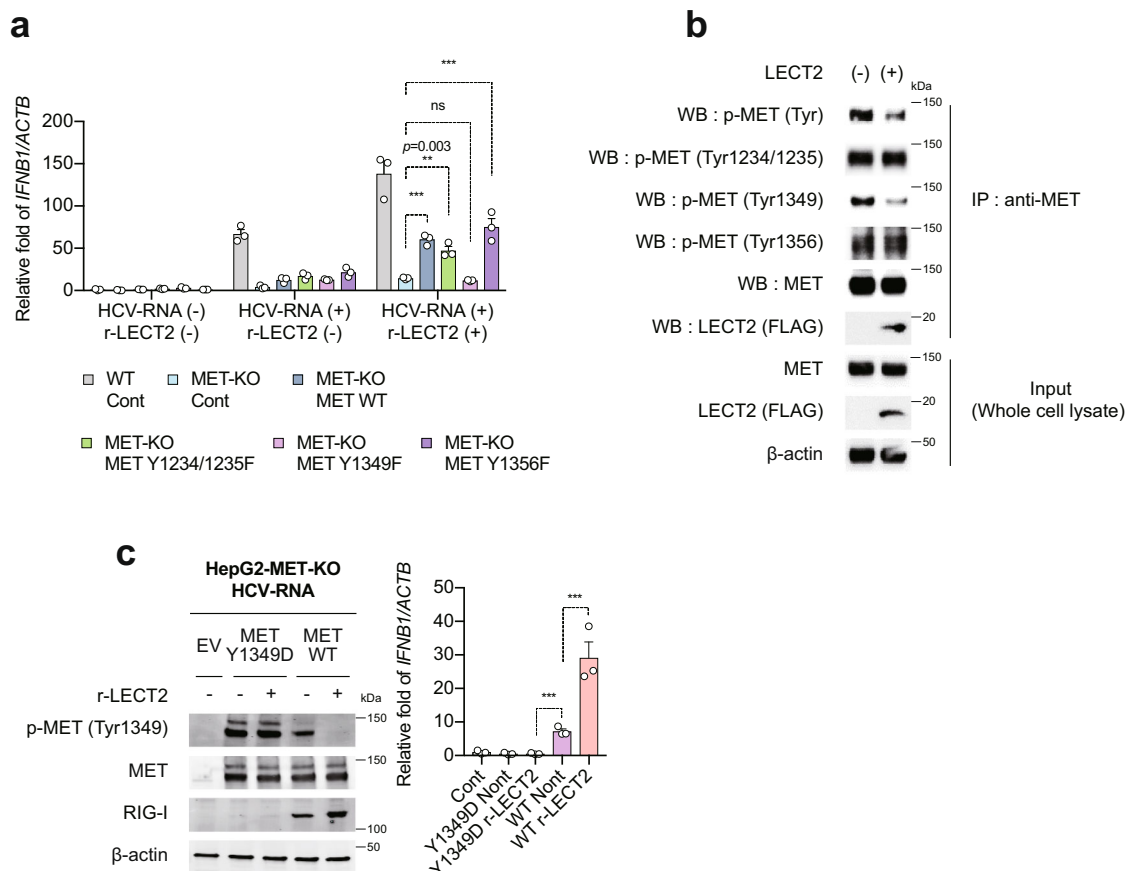 a
Relative fold of IFNB1/ACTB
200
150
100
50
0
***
ns
p=0.003
**
***
HCV-RNA (-)
r-LECT2 (-)
HCV-RNA (+)
r-LECT2 (-)
HCV-RNA (+)
r-LECT2 (+)
WT
Cont
MET-KO
Cont
MET-KO
MET WT
MET-KO
MET Y1234/1235F
MET-KO
MET Y1349F
MET-KO
MET Y1356F
b
LECT2 (-) (+)
kDa
WB : p-MET (Tyr) 150
WB : p-MET (Tyr1234/1235) 150
WB : p-MET (Tyr1349) 150
WB : p-MET (Tyr1356) 150
WB : MET 150
WB : LECT2 (FLAG) 20
IP : anti-MET
MET 150
LECT2 (FLAG) 20
β-actin 50
Input
(Whole cell lysate)
c
HepG2-MET-KO
HCV-RNA
EV MET Y1349D MET WT
r-LECT2 - - + - + kDa
p-MET (Tyr1349) 150
MET 150
RIG-I 100
β-actin 50
Relative fold of IFNB1/ACTB
50
40
30
20
10
0
***
***
Cont
Y1349D Nont
Y1349D r-LECT2
WT Nont
WT r-LECT2